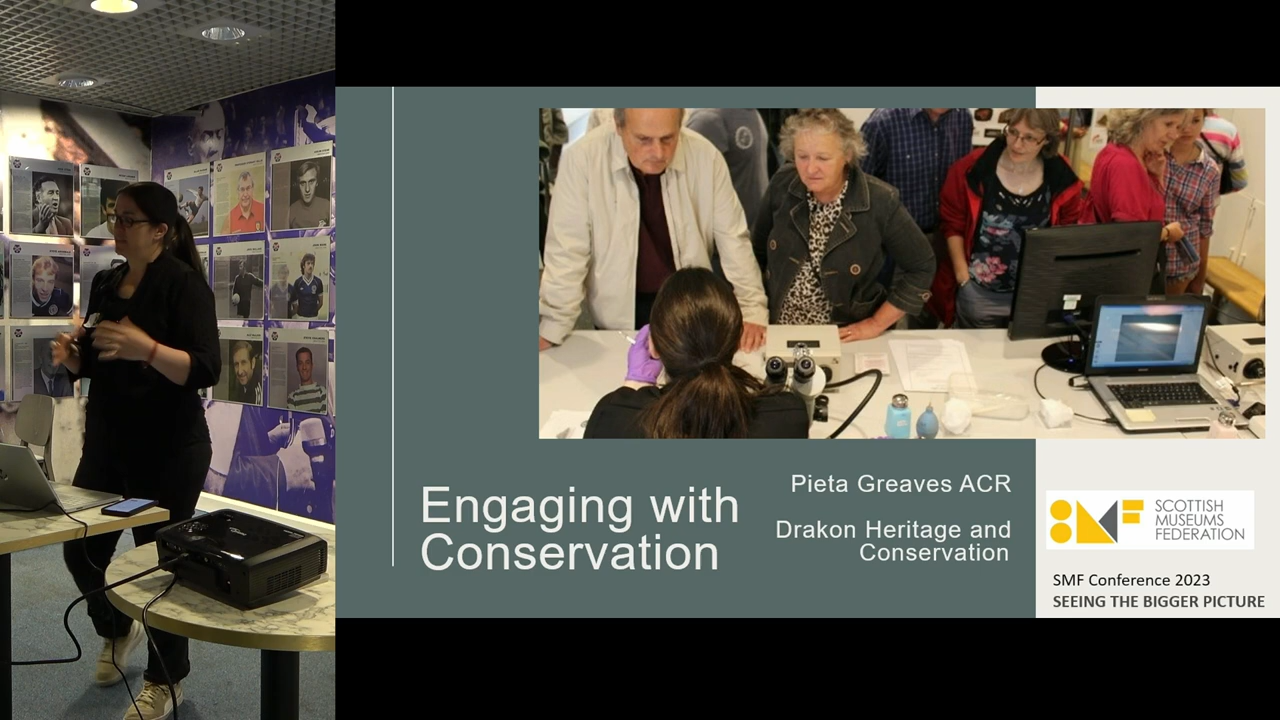 Engaging with
Conservation
Pieta Greaves ACR
Drakon Heritage and
Conservation
SMF
SCOTTISH
MUSEUMS
FEDERATION
SMF Conference 2023
SEEING THE BIGGER PICTURE